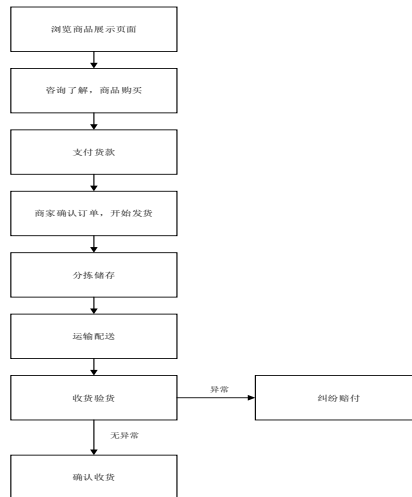 浏览商品展示页面
咨询了解，商品购买
支付货款
商家确认订单，开始发货
分拣储存
运输配送
收货验货
异常
纠纷赔付
无异常
确认收货